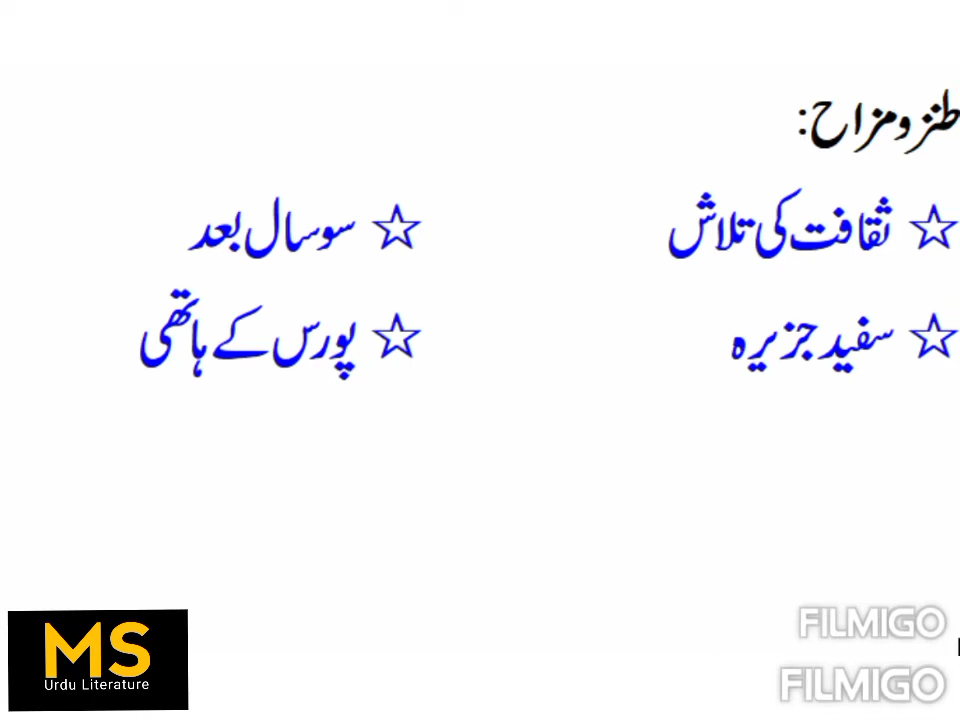 طنز و مزاح:
☆ ثقافت کی تلاش ☆ سو سال بعد
☆ سفید جزیرہ ☆ پورس کے ہاتھی
MS
Urdu Literature
FILMIGO
FILMIGO